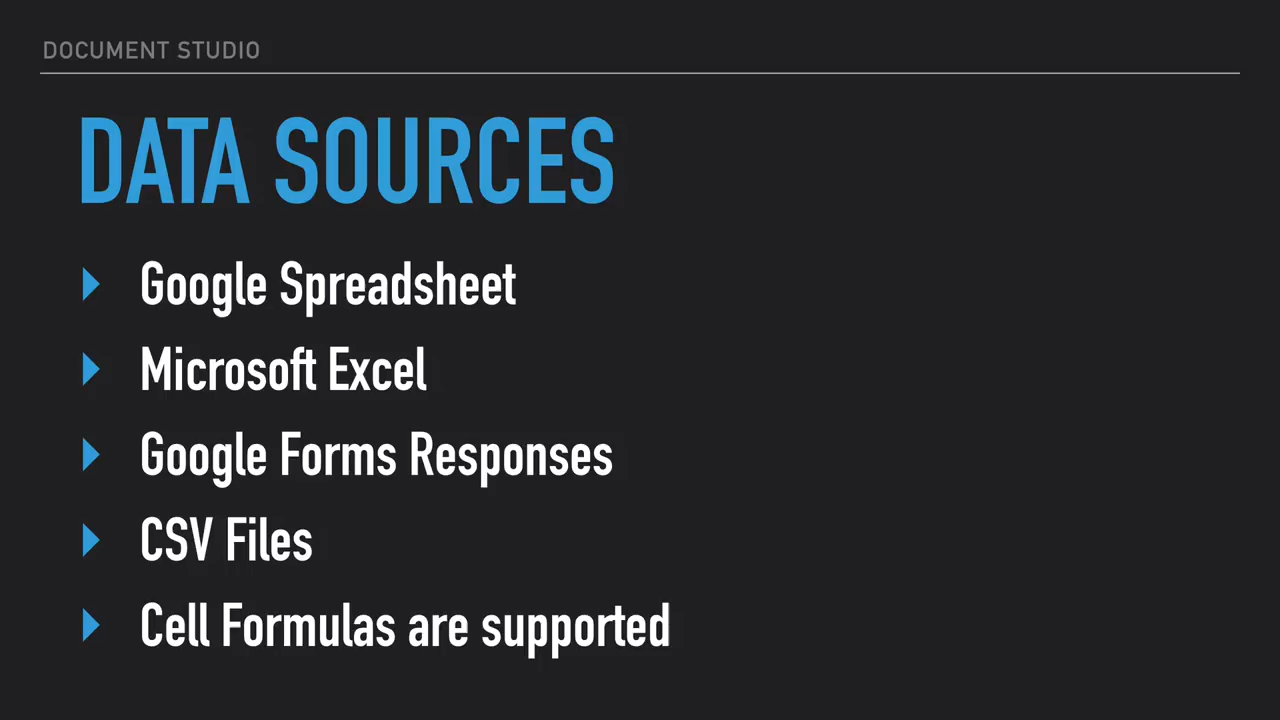 DOCUMENT STUDIO
DATA SOURCES
Google Spreadsheet
Microsoft Excel
Google Forms Responses
CSV Files
Cell Formulas are supported